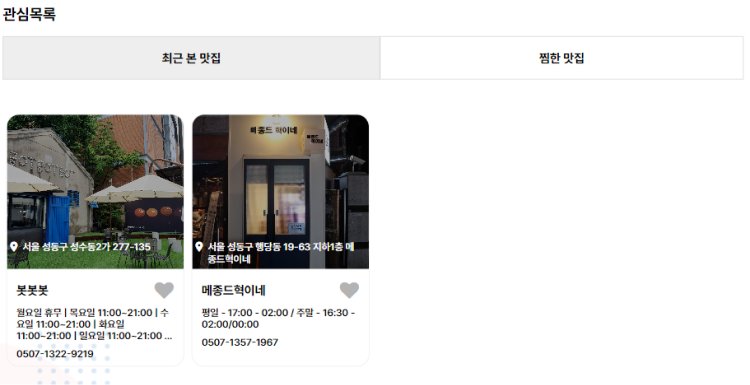 관심목록
최근 본 맛집
찜한 맛집
서울 성동구 성수동2가 277-135
봇봇봇
월요일 휴무 | 목요일 11:00~21:00 | 수
요일 11:00~21:00 | 화요일
11:00~21:00 | 일요일 11:00~21:00 ...
0507-1322-9219
메종드 혁이네
서울 성동구 행당동 19-63 지하1층 메
종드혁이네
메종드혁이네
평일 - 17:00 - 02:00 / 주말 - 16:30 -
02:00/00:00
0507-1357-1967